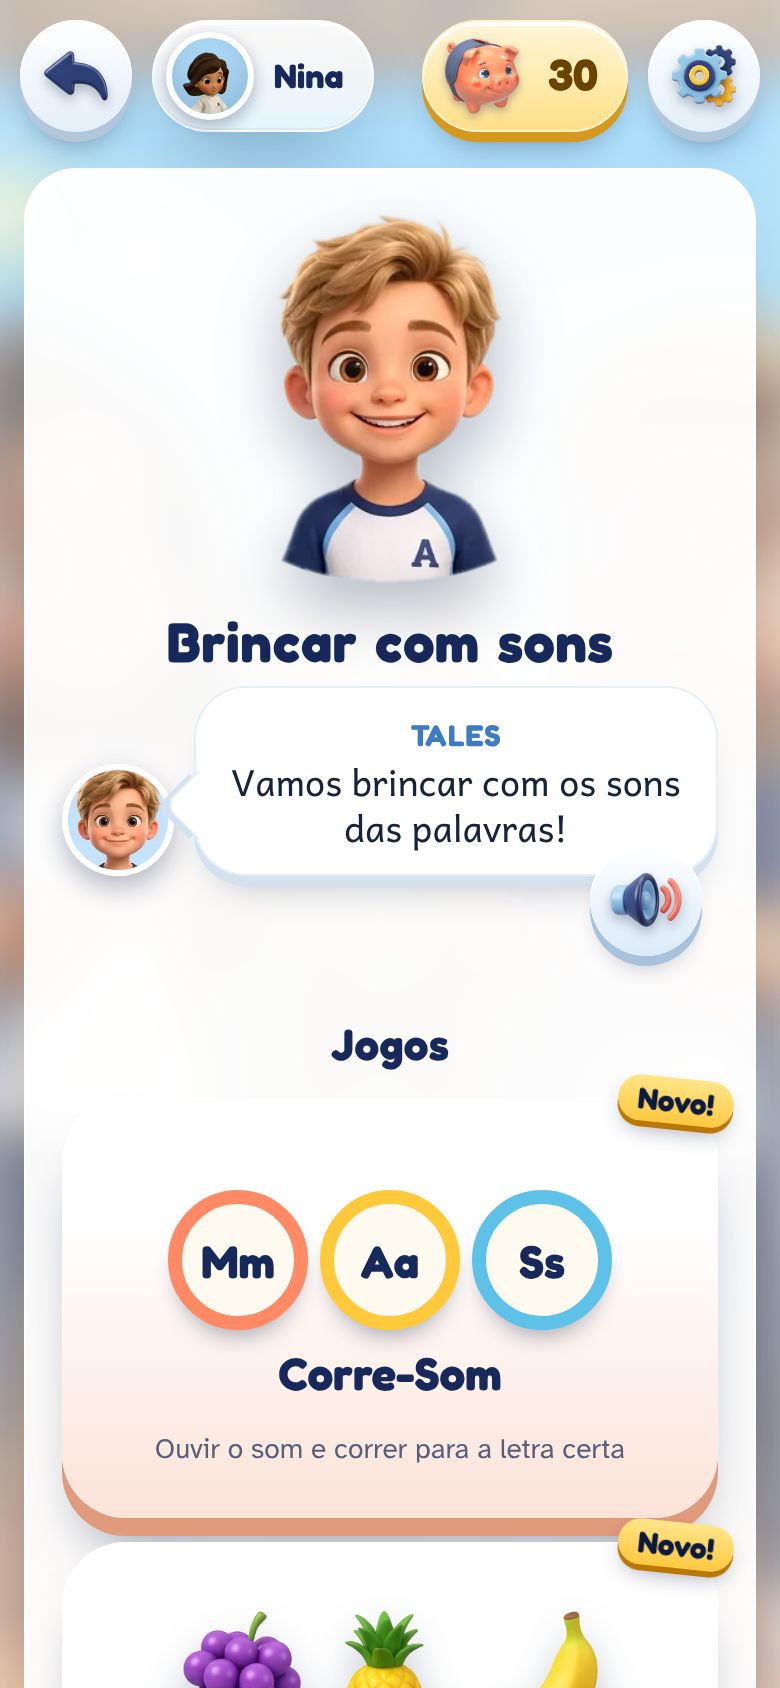 Nina
30
A
Brincar com sons
TALES
Vamos brincar com os sons
das palavras!
Jogos
Novo!
Mm
Aa
Ss
Corre-Som
Ouvir o som e correr para a letra certa
Novo!